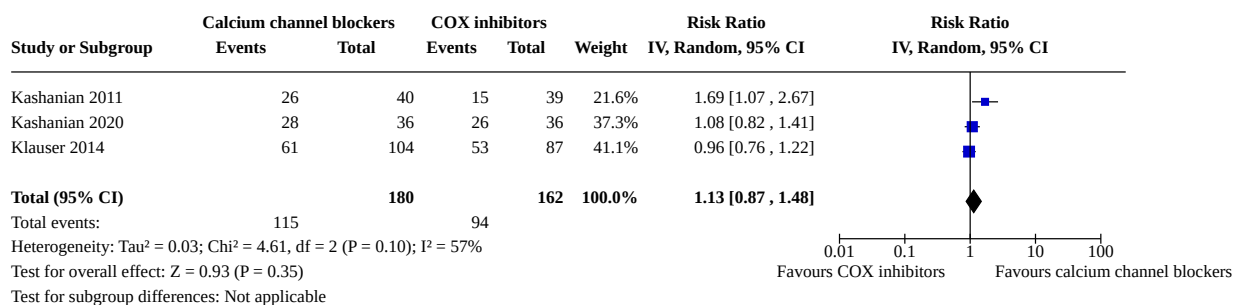 Calcium channel blockers COX inhibitors Risk Ratio Risk Ratio
Study or Subgroup Events Total Events Total Weight IV, Random, 95% CI IV, Random, 95% CI
Kashanian 2011 26 40 15 39 21.6% 1.69 [1.07 , 2.67]
Kashanian 2020 28 36 26 36 37.3% 1.08 [0.82 , 1.41]
Klauser 2014 61 104 53 87 41.1% 0.96 [0.76 , 1.22]
Total (95% CI) 180 162 100.0% 1.13 [0.87 , 1.48]
Total events: 115 94
Heterogeneity: Tau² = 0.03; Chi² = 4.61, df = 2 (P = 0.10); I² = 57% 0.01 0.1 1 10 100
Test for overall effect: Z = 0.93 (P = 0.35) Favours COX inhibitors Favours calcium channel blockers
Test for subgroup differences: Not applicable